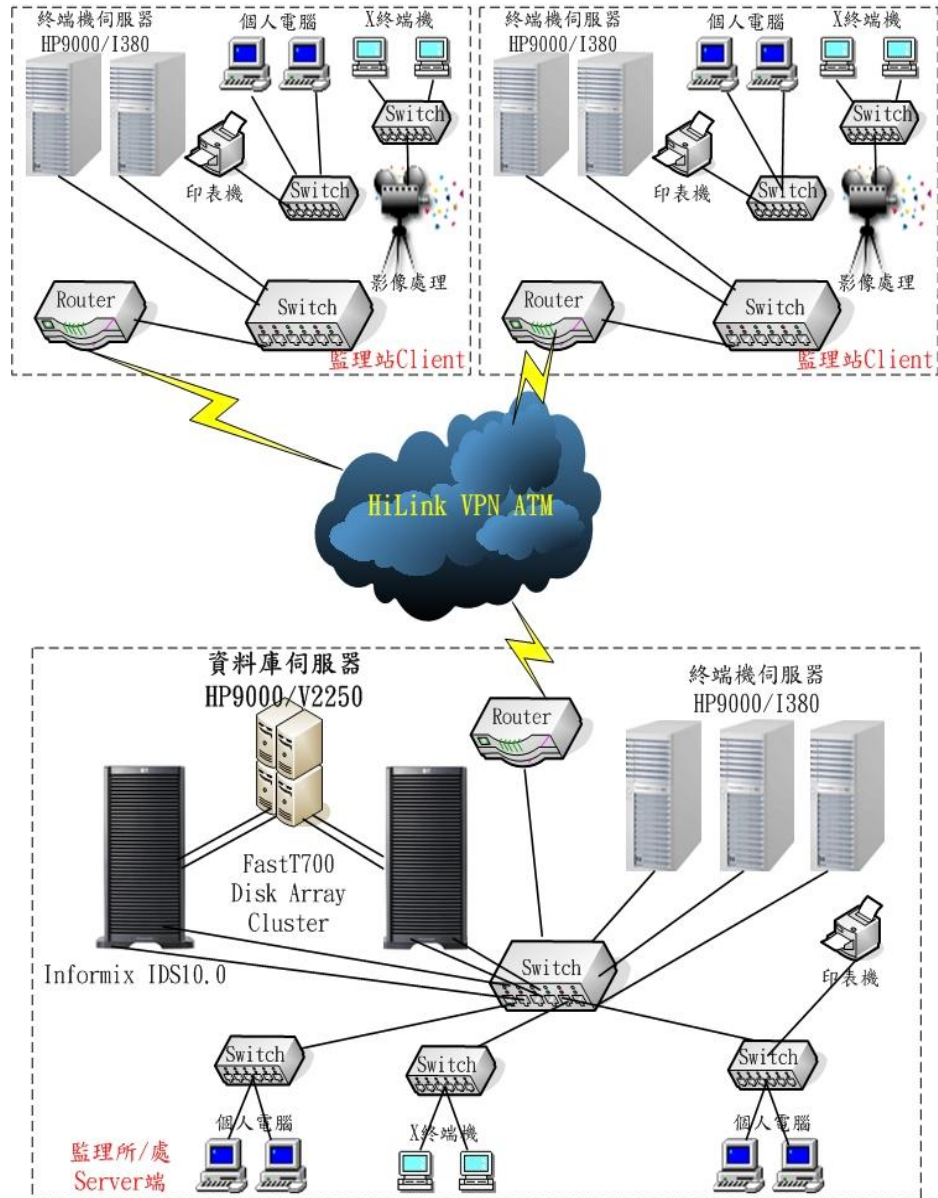 終端機伺服器
HP9000/I380
個人電腦
X終端機
Switch
印表機
Switch
影像處理
Router
Switch
監理站Client
終端機伺服器
HP9000/I380
個人電腦
X終端機
Switch
印表機
Switch
影像處理
Router
Switch
監理站Client
HiLink VPN ATM
資料庫伺服器
HP9000/V2250
終端機伺服器
HP9000/I380
Router
FastT700
Disk Array
Cluster
Informix IDS10.0
Switch
印表機
Switch
Switch
Switch
個人電腦
X終端機
個人電腦
監理所/處
Server端